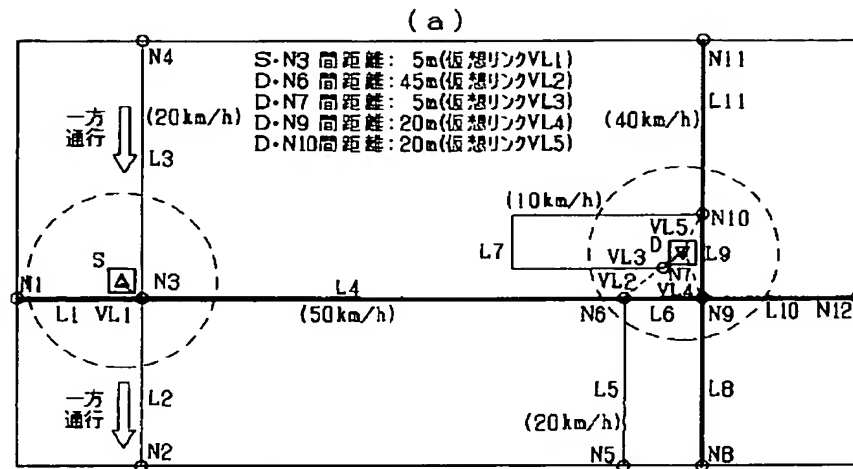 (a)
N4
S・N3 間距離: 5m(仮想リンクVL1)
D・N6 間距離:45m(仮想リンクVL2)
D・N7 間距離: 5m(仮想リンクVL3)
D・N9 間距離:20m(仮想リンクVL4)
D・N10間距離:20m(仮想リンクVL5)
N11
L11
一方
通行
(20km/h)
L3
(40km/h)
(10km/h)
N10
VL5
D
L9
L7
VL3
N7
S
N1
N3
L4
VL2
VL4
L1
VL1
(50km/h)
N6
L6
N9
L10
N12
一方
通行
L2
L5
L8
(20km/h)
N2
N5
N8